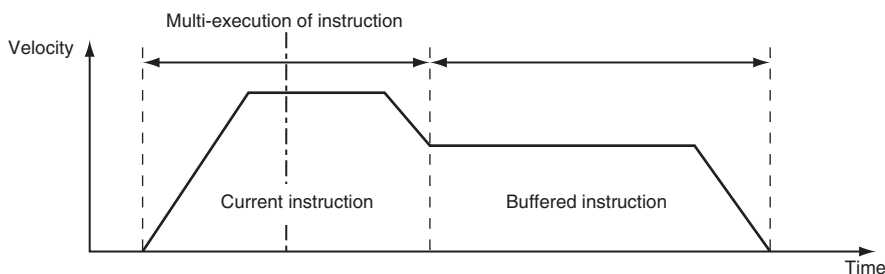 Multi-execution of instruction
Velocity
Current instruction
Buffered instruction
Time